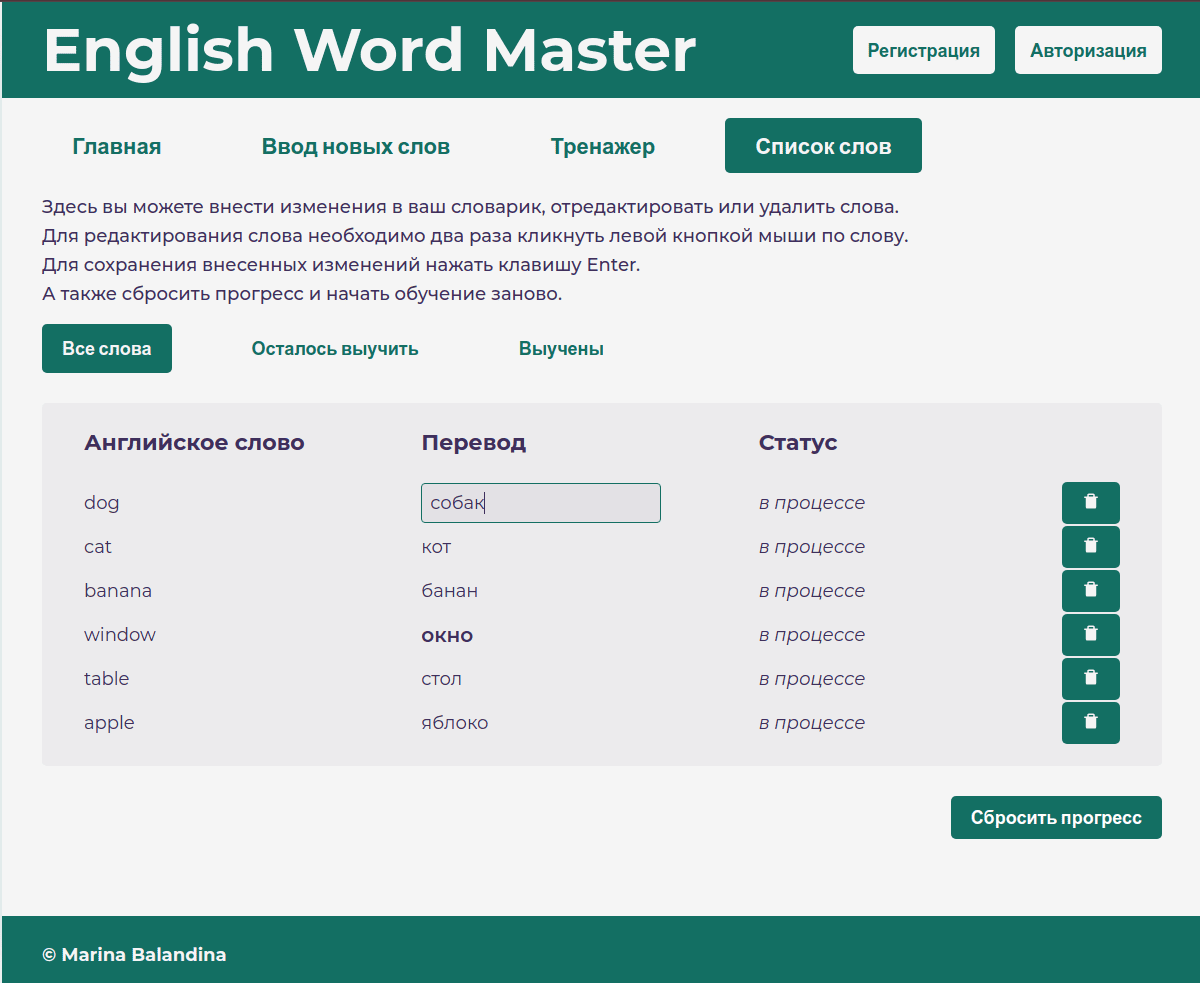 English Word Master
Регистрация
Авторизация
Главная
Ввод новых слов
Тренажер
Список слов
Здесь вы можете внести изменения в ваш словарик, отредактировать или удалить слова.
Для редактирования слова необходимо два раза кликнуть левой кнопкой мыши по слову.
Для сохранения внесенных изменений нажать клавишу Enter.
А также сбросить прогресс и начать обучение заново.
Все слова
Осталось выучить
Выучены
Английское слово Перевод Статус
dog собак в процессе
cat кот в процессе
banana банан в процессе
window окно в процессе
table стол в процессе
apple яблоко в процессе
Сбросить прогресс
© Marina Balandina